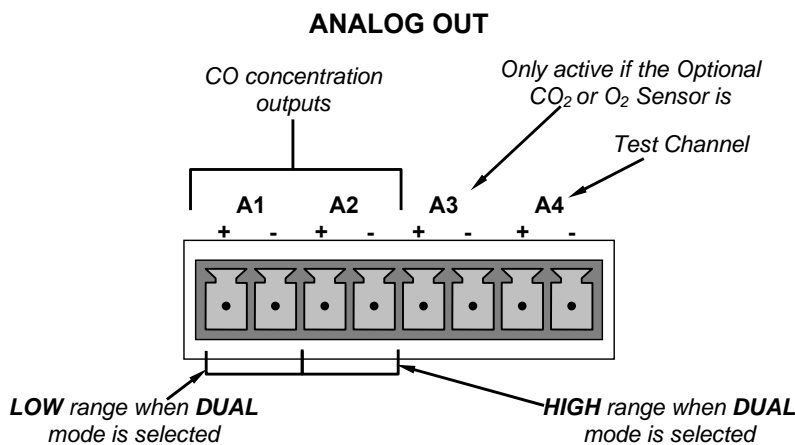 ANALOG OUT
CO concentration
outputs
Only active if the Optional
CO₂ or O₂ Sensor is
Test Channel
A1 A2 A3 A4
+ - + - + - + -
LOW range when DUAL
mode is selected
HIGH range when DUAL
mode is selected